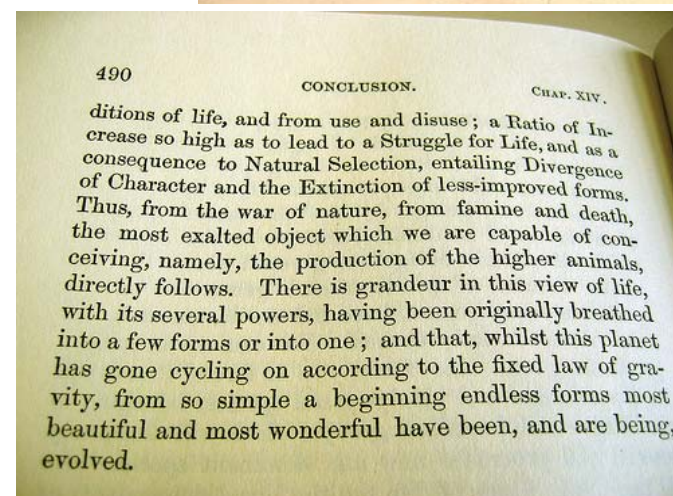 490
CONCLUSION.
CHAP. XIV.
ditions of life, and from use and disuse; a Ratio of In-
crease so high as to lead to a Struggle for Life, and as a
consequence to Natural Selection, entailing Divergence
of Character and the Extinction of less-improved forms.
Thus, from the war of nature, from famine and death,
the most exalted object which we are capable of con-
ceiving, namely, the production of the higher animals,
directly follows. There is grandeur in this view of life,
with its several powers, having been originally breathed
into a few forms or into one; and that, whilst this planet
has gone cycling on according to the fixed law of gra-
vity, from so simple a beginning endless forms most
beautiful and most wonderful have been, and are being,
evolved.